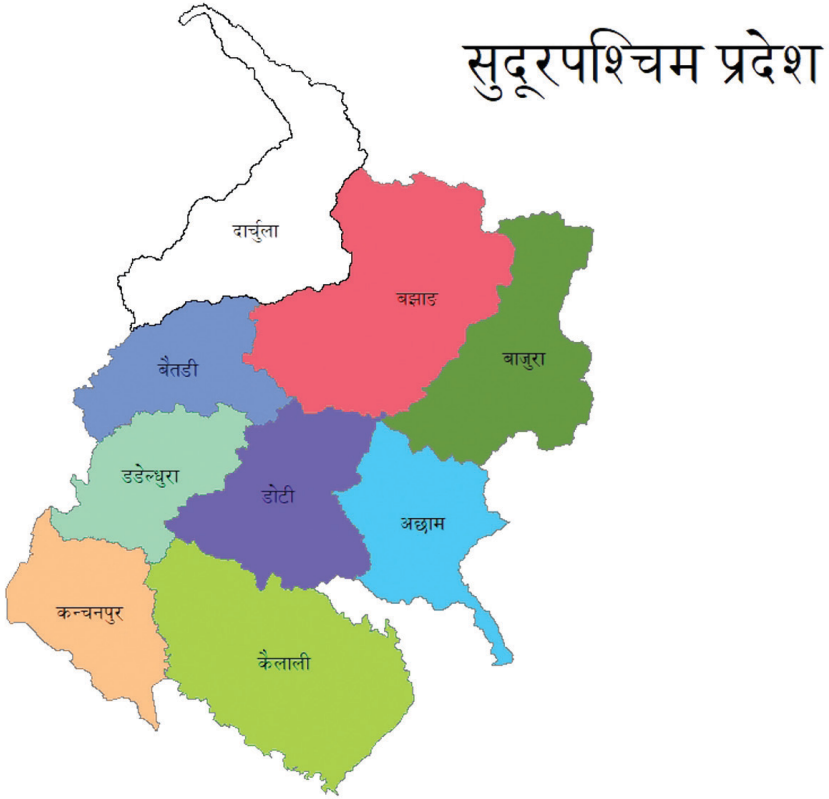 सुदूरपश्चिम प्रदेश
दार्चुला
बझाङ
बाजुरा
बैतडी
डडेल्धुरा
डोटी
अछाम
कन्चनपुर
कैलाली